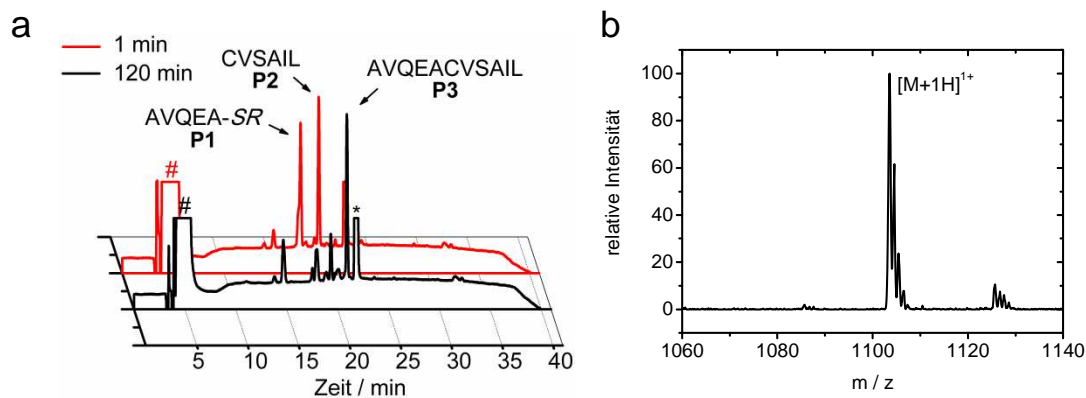 a
1 min
120 min
CVSAIL
P2
AVQEACVSAIL
P3
AVQEA-SR
P1
#
#
*
5 10 15 20 25 30 35 40
Zeit / min
b
[M+1H]1+
relative Intensität
100
80
60
40
20
0
1060 1080 1100 1120 1140
m / z